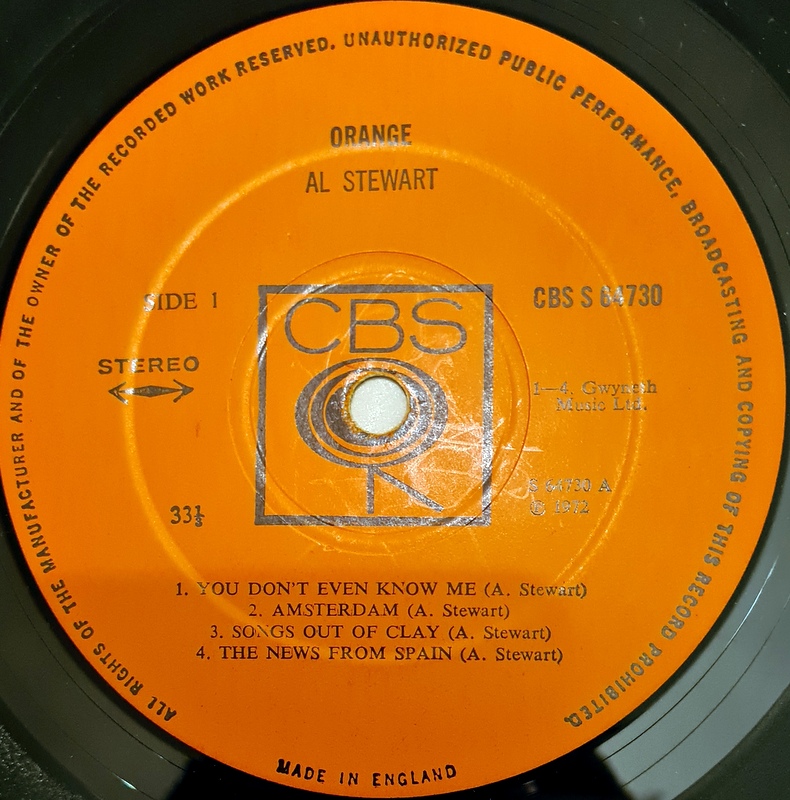 ALL RIGHTS OF THE MANUFACTURER AND OF THE OWNER OF THE RECORDED WORK RESERVED. UNAUTHORIZED PUBLIC PERFORMANCE, BROADCASTING AND COPYING OF THIS RECORD PROHIBITED.
ORANGE
AL STEWART
SIDE 1
CBS S 64730
CBS
STEREO
1—4. Gwyneth
Music Ltd.
33⅓
S 64730 A
℗ 1972
1. YOU DON'T EVEN KNOW ME (A. Stewart)
2. AMSTERDAM (A. Stewart)
3. SONGS OUT OF CLAY (A. Stewart)
4. THE NEWS FROM SPAIN (A. Stewart)
MADE IN ENGLAND